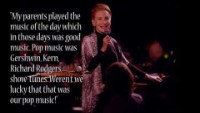 "My parents played the
music of the day which
in those days was good
music. Pop music was
Gershwin, Kern,
Richard Rodgers,
show tunes. Weren't we
lucky that that was
our pop music!"